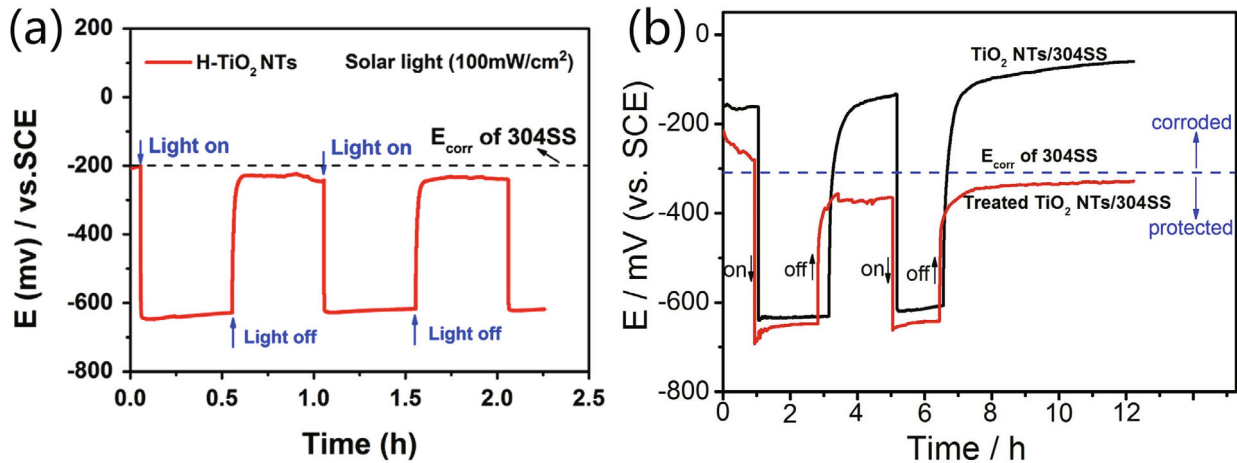 (a)
200
0
-200
-400
-600
-800
E (mv) / vs.SCE
H-TiO₂ NTs
Solar light (100mW/cm²)
Light on
Light on
E_corr of 304SS
Light off
Light off
0.0 0.5 1.0 1.5 2.0 2.5
Time (h)
(b)
0
-200
-400
-600
-800
E / mV (vs. SCE)
TiO₂ NTs/304SS
corroded
E_corr of 304SS
Treated TiO₂ NTs/304SS
protected
on
off
on
off
0 2 4 6 8 10 12 14
Time / h